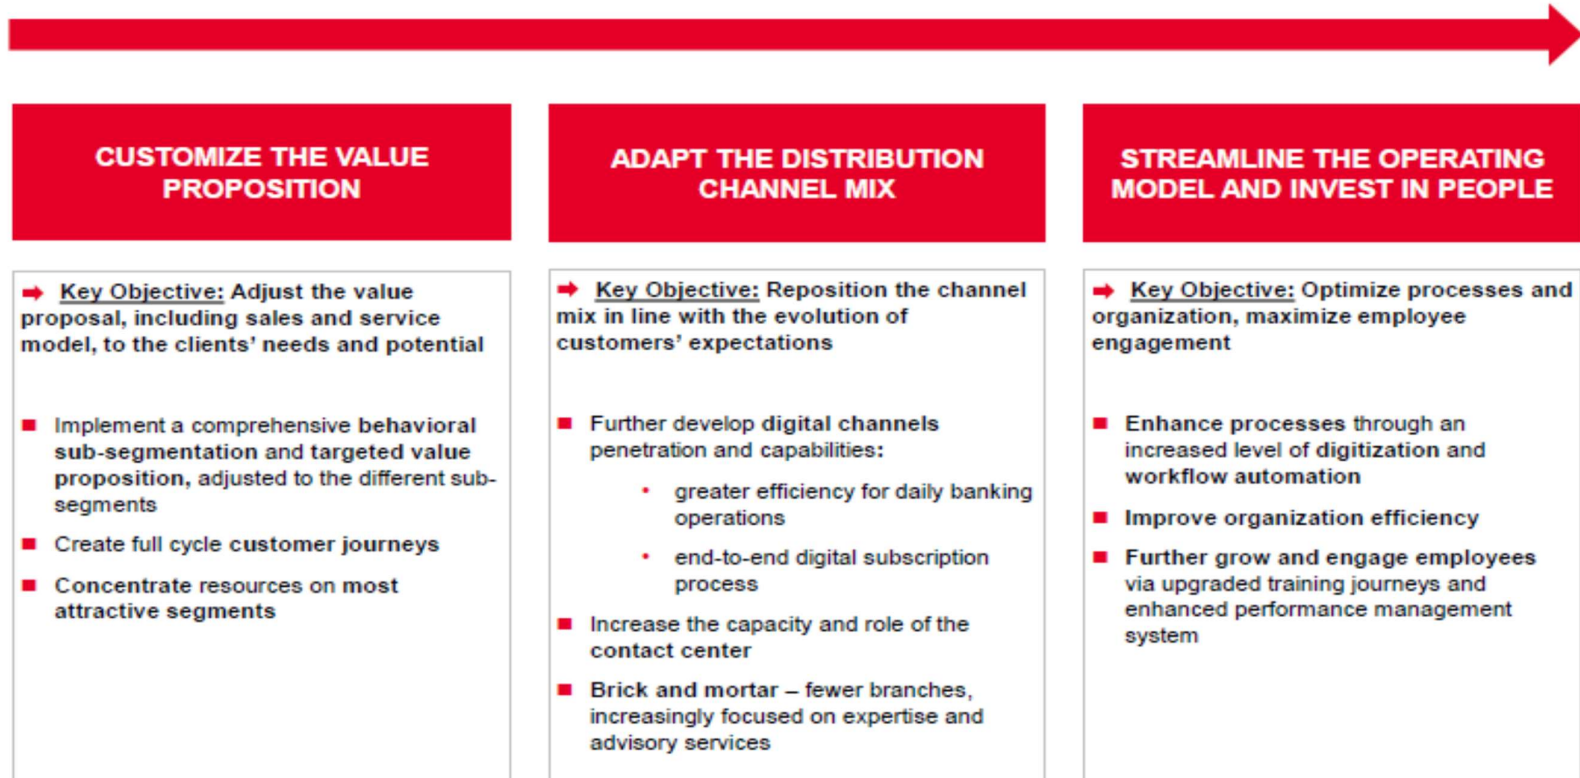 CUSTOMIZE THE VALUE
PROPOSITION
➡ Key Objective: Adjust the value
proposal, including sales and service
model, to the clients' needs and potential
■ Implement a comprehensive behavioral
sub-segmentation and targeted value
proposition, adjusted to the different sub-
segments
■ Create full cycle customer journeys
■ Concentrate resources on most
attractive segments
ADAPT THE DISTRIBUTION
CHANNEL MIX
➡ Key Objective: Reposition the channel
mix in line with the evolution of
customers' expectations
■ Further develop digital channels
penetration and capabilities:
• greater efficiency for daily banking
operations
• end-to-end digital subscription
process
■ Increase the capacity and role of the
contact center
■ Brick and mortar – fewer branches,
increasingly focused on expertise and
advisory services
STREAMLINE THE OPERATING
MODEL AND INVEST IN PEOPLE
➡ Key Objective: Optimize processes and
organization, maximize employee
engagement
■ Enhance processes through an
increased level of digitization and
workflow automation
■ Improve organization efficiency
■ Further grow and engage employees
via upgraded training journeys and
enhanced performance management
system